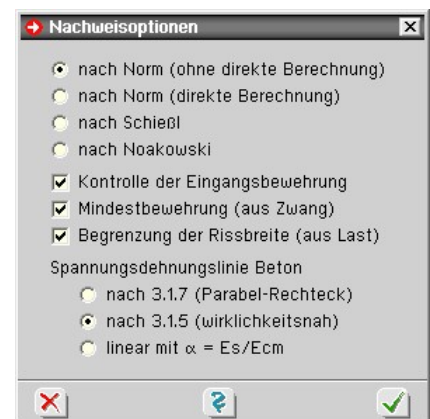 Nachweisoptionen
nach Norm (ohne direkte Berechnung)
nach Norm (direkte Berechnung)
nach Schießl
nach Noakowski
Kontrolle der Eingangsbewehrung
Mindestbewehrung (aus Zwang)
Begrenzung der Rissbreite (aus Last)
Spannungsdehnungslinie Beton
nach 3.1.7 (Parabel-Rechteck)
nach 3.1.5 (wirklichkeitsnah)
linear mit α = Es/Ecm